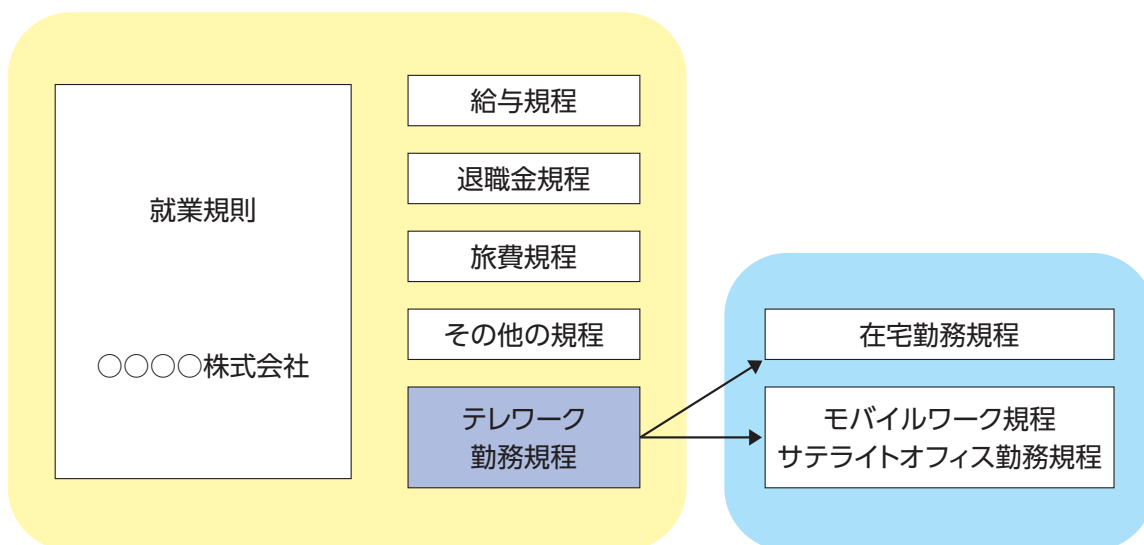 就業規則
○○○○株式会社
給与規程
退職金規程
旅費規程
その他の規程
テレワーク
勤務規程
在宅勤務規程
モバイルワーク規程
サテライトオフィス勤務規程